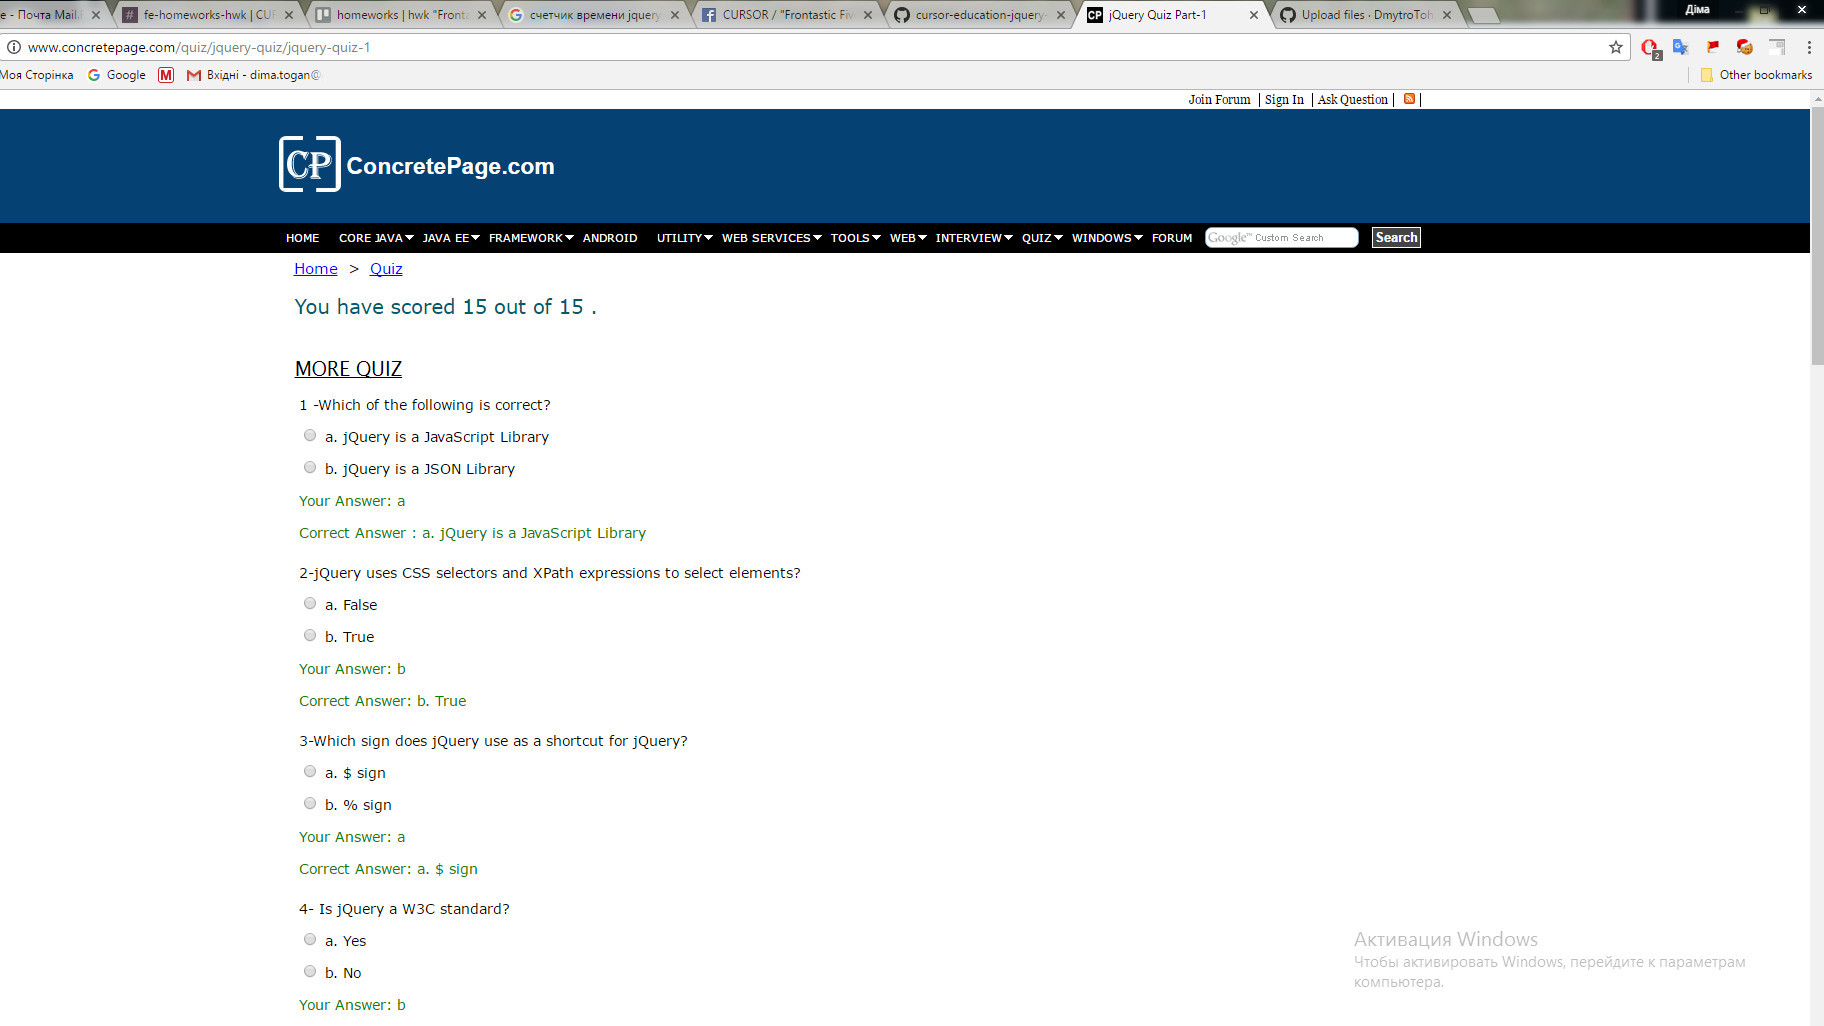 е - Почта Mail.
fe-homeworks-hwk | CUR
homeworks | hwk "Fronta
счетчик времени jquery
CURSOR / "Frontastic Fiv
cursor-education-jquery-
jQuery Quiz Part-1
Upload files · DmytroToh
Діма
www.concretepage.com/quiz/jquery-quiz/jquery-quiz-1
2
Моя Сторінка
Google
Вхідні - dima.togan@
Other bookmarks
Join Forum | Sign In | Ask Question |
CP ConcretePage.com
HOME CORE JAVA JAVA EE FRAMEWORK ANDROID UTILITY WEB SERVICES TOOLS WEB INTERVIEW QUIZ WINDOWS FORUM Google™ Custom Search Search
Home > Quiz
You have scored 15 out of 15 .
MORE QUIZ
1 -Which of the following is correct?
a. jQuery is a JavaScript Library
b. jQuery is a JSON Library
Your Answer: a
Correct Answer : a. jQuery is a JavaScript Library
2-jQuery uses CSS selectors and XPath expressions to select elements?
a. False
b. True
Your Answer: b
Correct Answer: b. True
3-Which sign does jQuery use as a shortcut for jQuery?
a. $ sign
b. % sign
Your Answer: a
Correct Answer: a. $ sign
4- Is jQuery a W3C standard?
a. Yes
b. No
Your Answer: b
Активация Windows
Чтобы активировать Windows, перейдите к параметрам
компьютера.